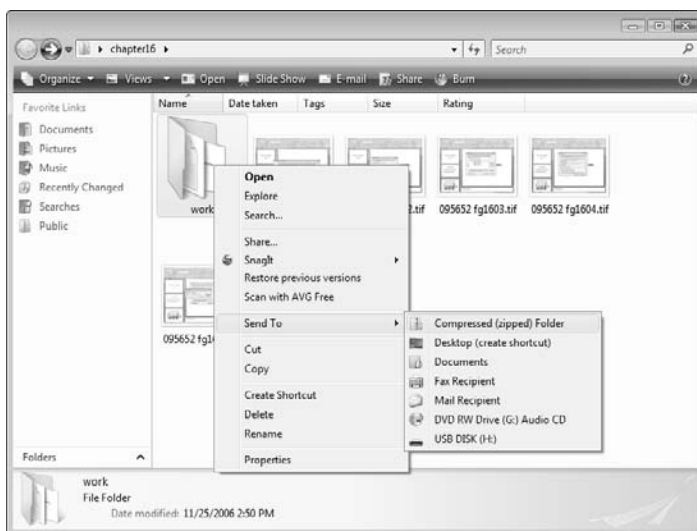 chapter16
Search
Organize Views Open Slide Show E-mail Share Burn
Favorite Links
Documents
Pictures
Music
Recently Changed
Searches
Public
Folders
Name Date taken Tags Size Rating
work
2.tif
095652 fg1603.tif
095652 fg1604.tif
095652 fg1
Open
Explore
Search...
Share...
SnagIt
Restore previous versions
Scan with AVG Free
Send To
Cut
Copy
Create Shortcut
Delete
Rename
Properties
Compressed (zipped) Folder
Desktop (create shortcut)
Documents
Fax Recipient
Mail Recipient
DVD RW Drive (G:) Audio CD
USB DISK (H:)
work
File Folder
Date modified: 11/25/2006 2:50 PM